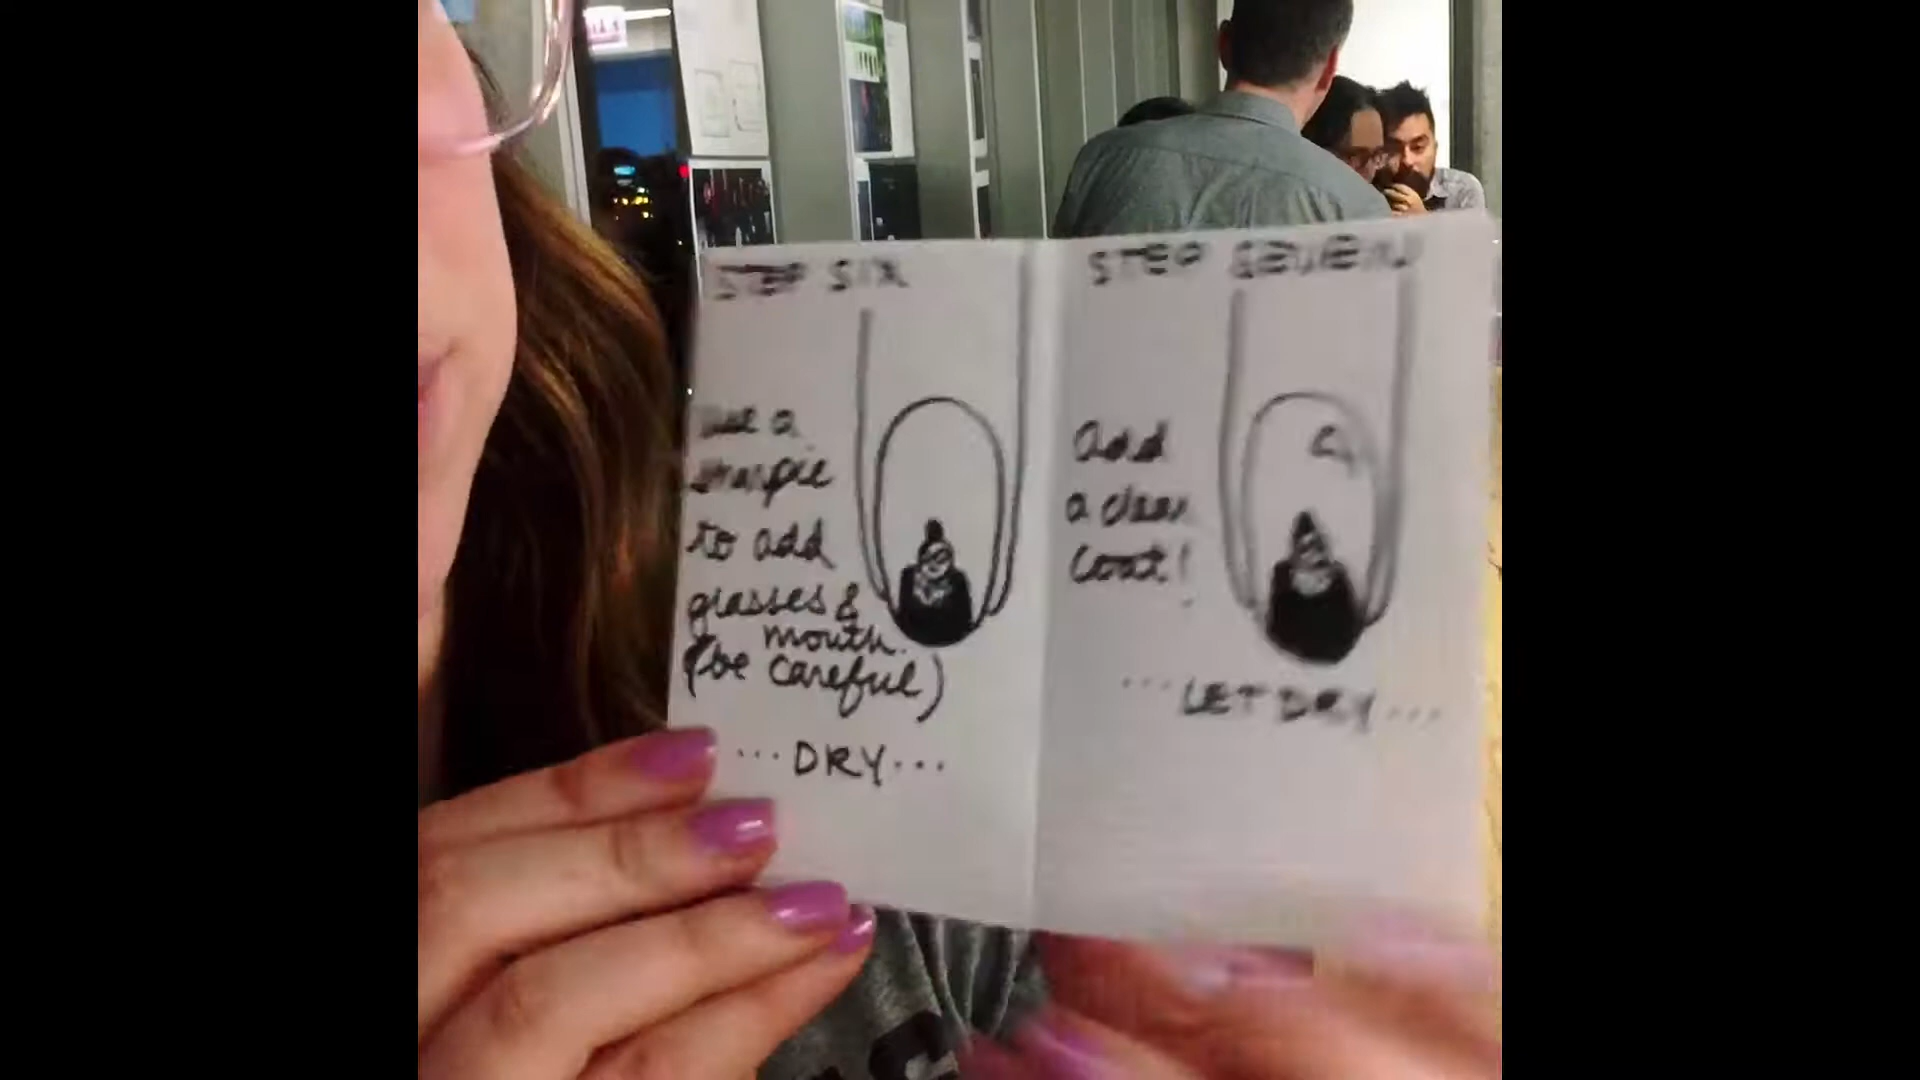 STEP SIX
use a
sharpie
to add
glasses &
mouth.
(be careful)
...DRY...
STEP SEVEN
add
a clear
coat!
...LET DRY...